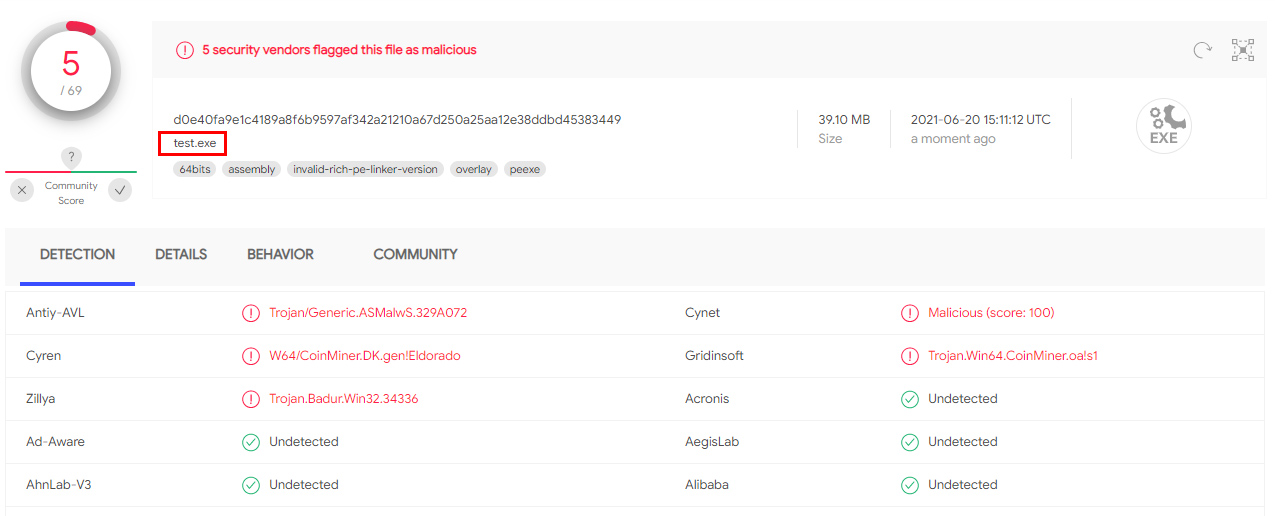 5
/ 69
?
Community
Score
5 security vendors flagged this file as malicious
d0e40fa9e1c4189a8f6b9597af342a21210a67d250a25aa12e38ddbd45383449
test.exe
64bits assembly invalid-rich-pe-linker-version overlay peexe
39.10 MB
Size
2021-06-20 15:11:12 UTC
a moment ago
EXE
DETECTION DETAILS BEHAVIOR COMMUNITY
Antiy-AVL Trojan/Generic.ASMalwS.329A072 Cynet Malicious (score: 100)
Cyren W64/CoinMiner.DK.gen!Eldorado Gridinsoft Trojan.Win64.CoinMiner.oa!s1
Zillya Trojan.Badur.Win32.34336 Acronis Undetected
Ad-Aware Undetected AegisLab Undetected
AhnLab-V3 Undetected Alibaba Undetected